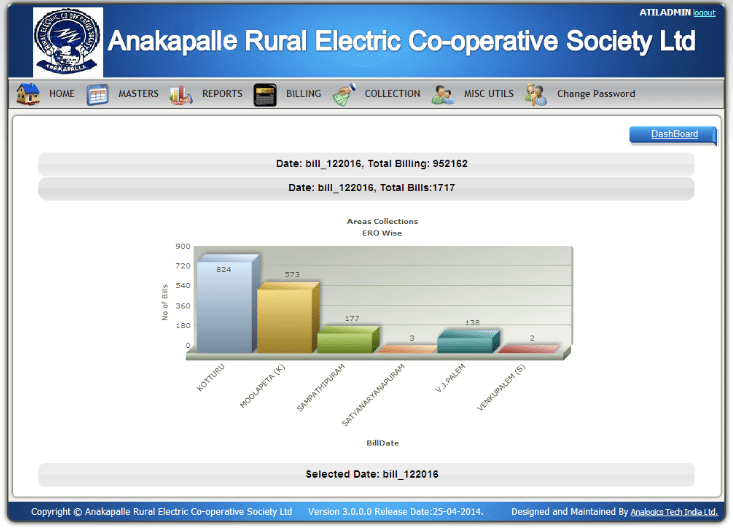 ATILADMIN logout
Anakapalle Rural Electric Co-operative Society Ltd
HOME MASTERS REPORTS BILLING COLLECTION MISC UTILS Change Password
DashBoard
Date: bill_122016, Total Billing: 952162
Date: bill_122016, Total Bills:1717
Areas Collections
ERO Wise
No of Bills
900
720
540
360
180
0
824
573
177
3
138
2
KOTTURU
MOOLAPETA (K)
SAMPATHIPURAM
SATYANARYANAPURAM
V.J.PALEM
VENKUPALEM (S)
BillDate
Selected Date: bill_122016
Copyright © Anakapalle Rural Electric Co-operative Society Ltd Version 3.0.0.0 Release Date:25-04-2014. Designed and Maintained By Analogics Tech India Ltd.